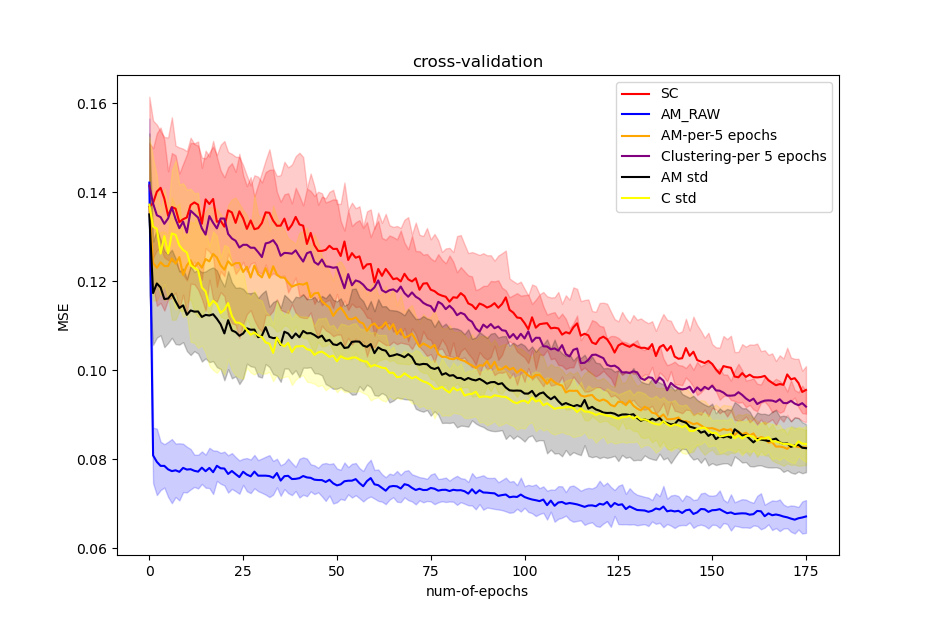 cross-validation
MSE
0.16
0.14
0.12
0.10
0.08
0.06
SC
AM_RAW
AM-per-5 epochs
Clustering-per 5 epochs
AM std
C std
0 25 50 75 100 125 150 175
num-of-epochs